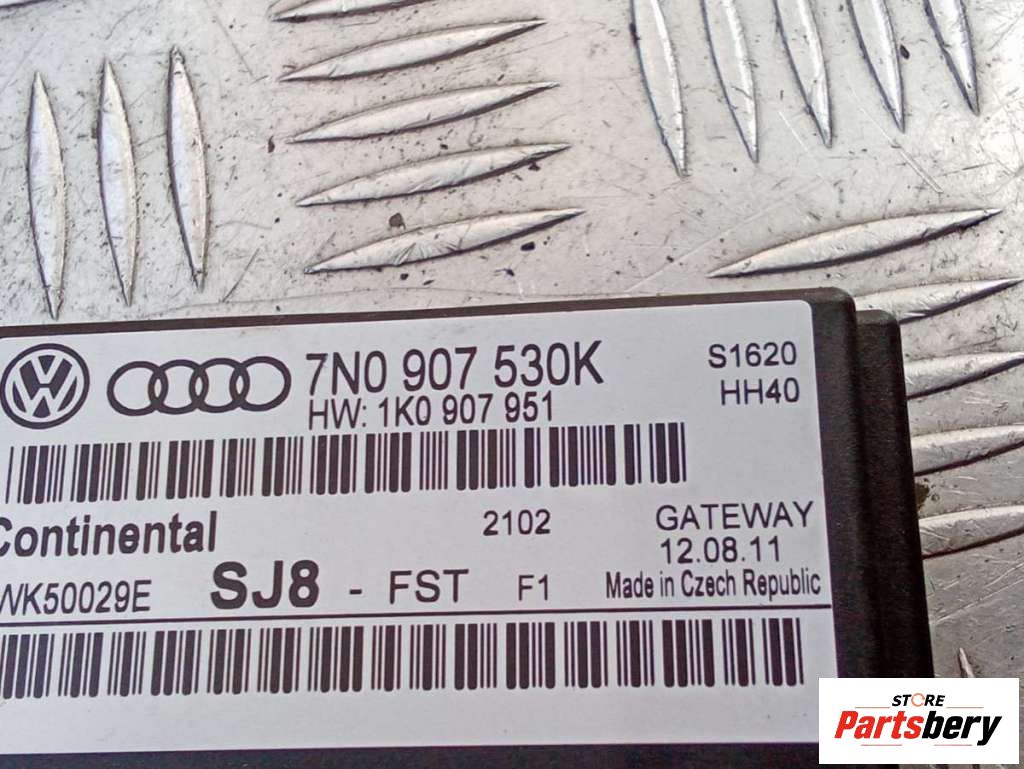 7N0 907 530K
S1620
HW: 1K0 907 951
HH40
Continental
2102
GATEWAY
12.08.11
SJ8 - FST F1
Made in Czech Republic
STORE
Partsbery